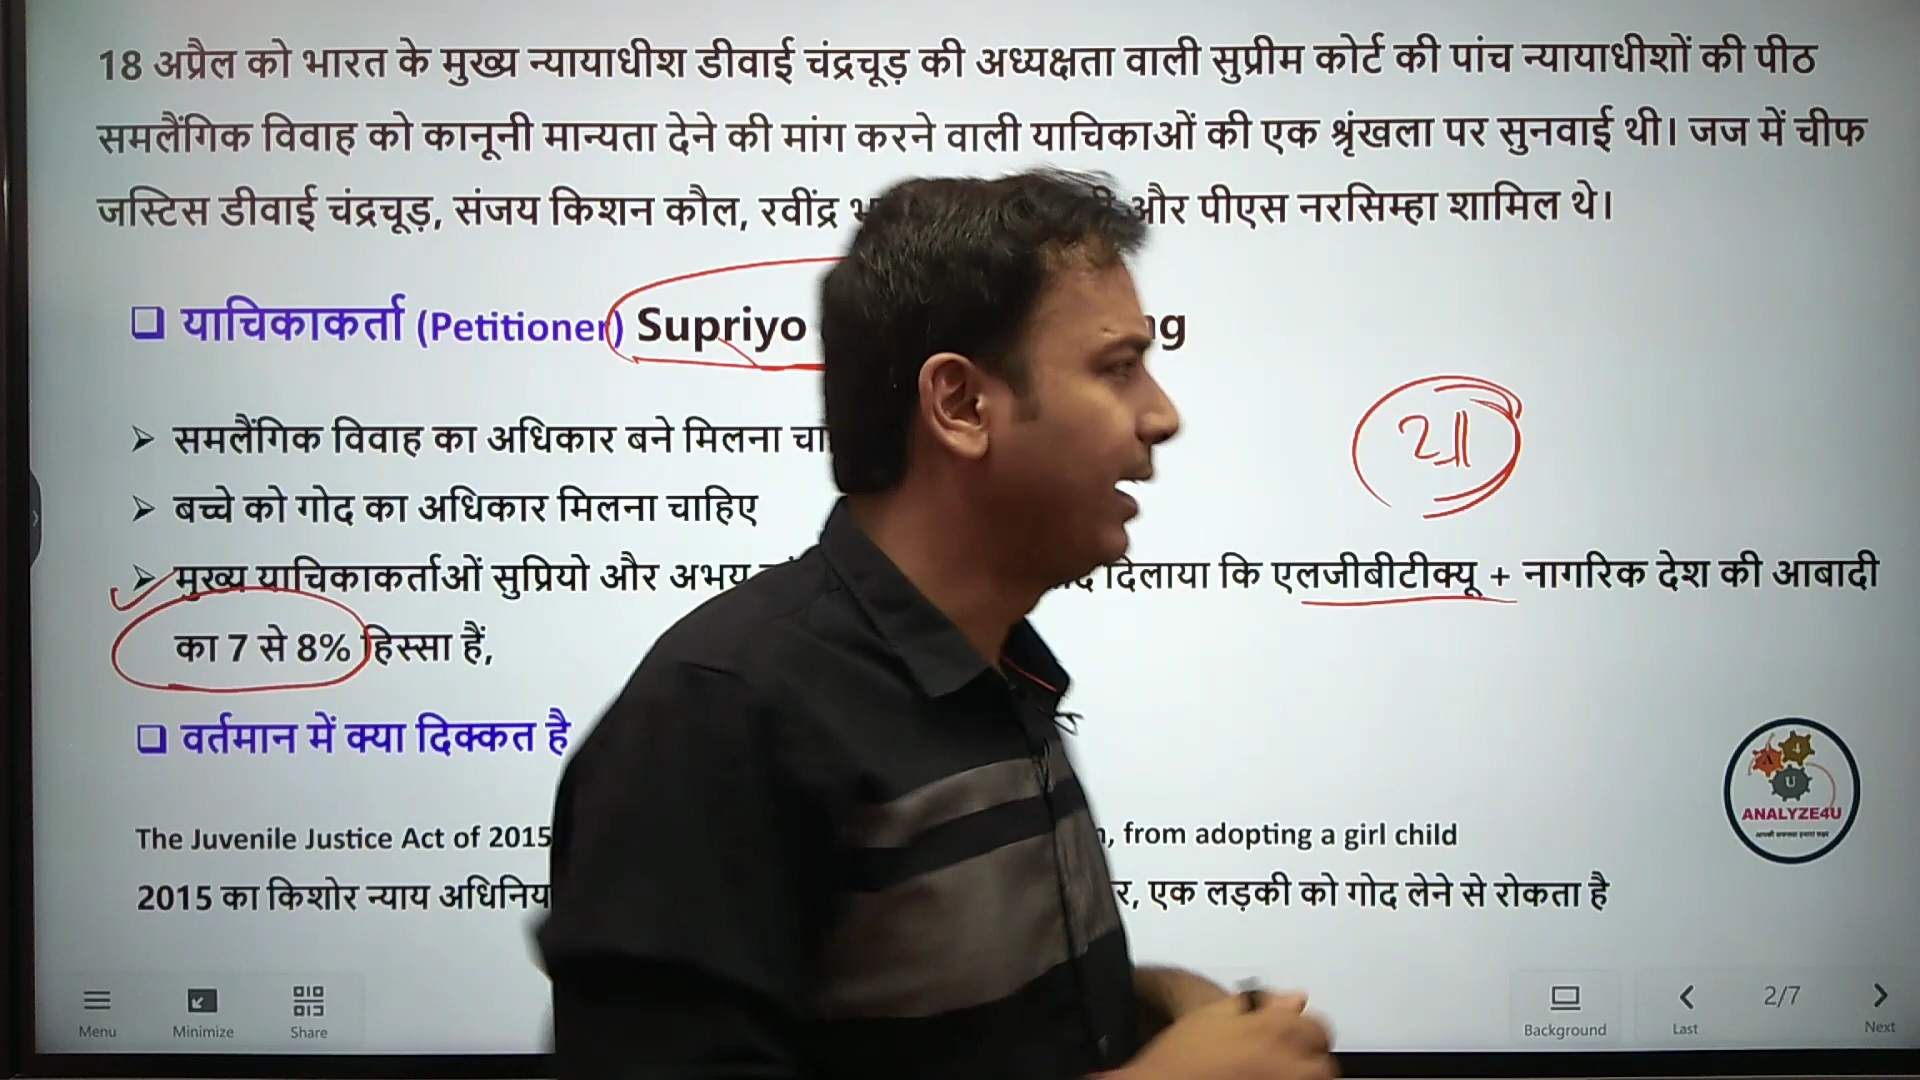 18 अप्रैल को भारत के मुख्य न्यायाधीश डीवाई चंद्रचूड़ की अध्यक्षता वाली सुप्रीम कोर्ट की पांच न्यायाधीशों की पीठ
समलैंगिक विवाह को कानूनी मान्यता देने की मांग करने वाली याचिकाओं की एक श्रृंखला पर सुनवाई थी। जज में चीफ
जस्टिस डीवाई चंद्रचूड़, संजय किशन कौल, रवींद्र और पीएस नरसिम्हा शामिल थे।
याचिकाकर्ता (Petitioner) Supriyo
समलैंगिक विवाह का अधिकार बने मिलना
बच्चे को गोद का अधिकार मिलना चाहिए
मुख्य याचिकाकर्ताओं सुप्रियो और अभय दिलाया कि एलजीबीटीक्यू + नागरिक देश की आबादी
का 7 से 8% हिस्सा हैं,
वर्तमान में क्या दिक्कत है
The Juvenile Justice Act of 2015 from adopting a girl child
2015 का किशोर न्याय एक लड़की को गोद लेने से रोकता है
A 4 U
ANALYZE4U
Menu Minimize Share Background Last 2/7 Next